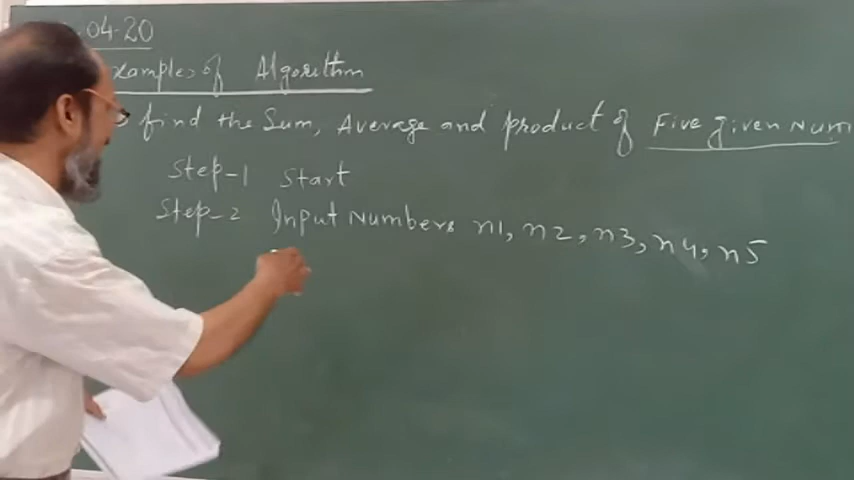 04-20
xamples of Algorithm
find the Sum, Average and product of Five given Num
Step-1 Start
Step-2 Input Numbers n1, n2, n3, n4, n5